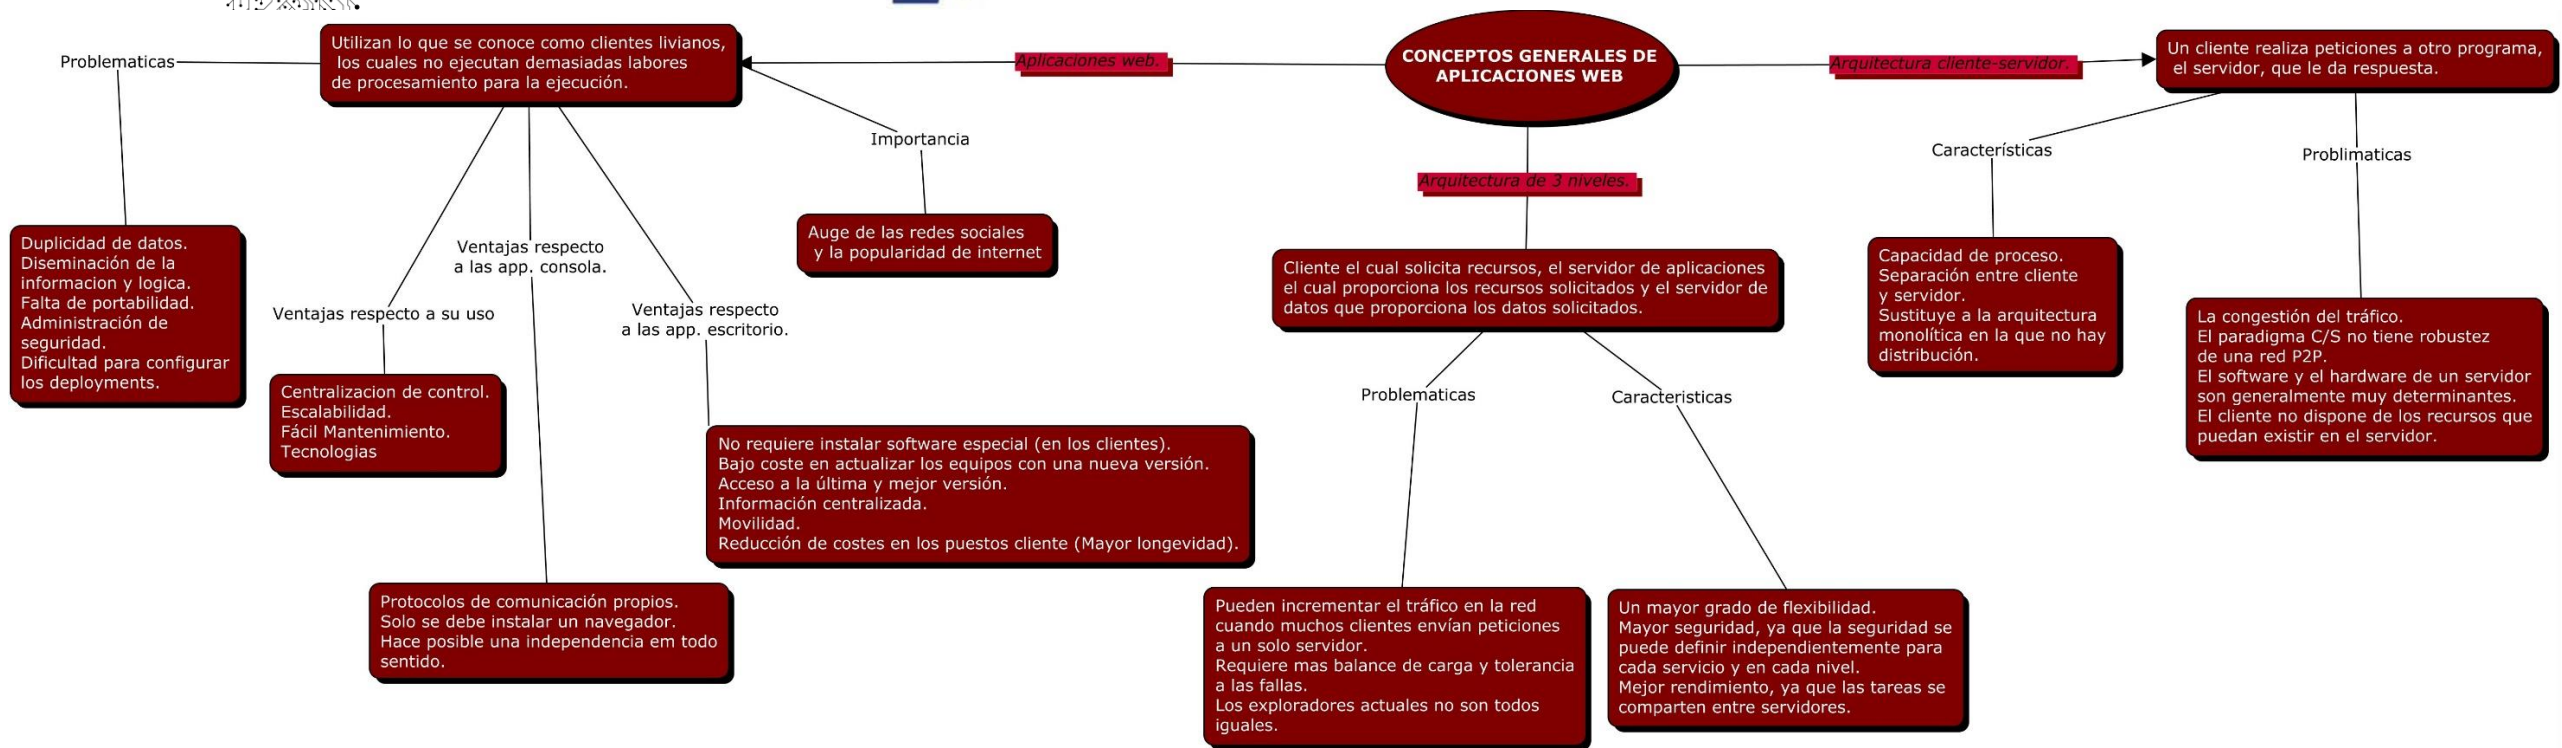 CONCEPTOS GENERALES DE
APLICACIONES WEB
Aplicaciones web.
Utilizan lo que se conoce como clientes livianos,
los cuales no ejecutan demasiadas labores
de procesamiento para la ejecución.
Problematicas
Duplicidad de datos.
Diseminación de la
informacion y logica.
Falta de portabilidad.
Administración de
seguridad.
Dificultad para configurar
los deployments.
Ventajas respecto a su uso
Centralizacion de control.
Escalabilidad.
Fácil Mantenimiento.
Tecnologias
Ventajas respecto
a las app. consola.
Protocolos de comunicación propios.
Solo se debe instalar un navegador.
Hace posible una independencia em todo
sentido.
Ventajas respecto
a las app. escritorio.
No requiere instalar software especial (en los clientes).
Bajo coste en actualizar los equipos con una nueva versión.
Acceso a la última y mejor versión.
Información centralizada.
Movilidad.
Reducción de costes en los puestos cliente (Mayor longevidad).
Importancia
Auge de las redes sociales
y la popularidad de internet
Arquitectura de 3 niveles.
Cliente el cual solicita recursos, el servidor de aplicaciones
el cual proporciona los recursos solicitados y el servidor de
datos que proporciona los datos solicitados.
Problematicas
Pueden incrementar el tráfico en la red
cuando muchos clientes envían peticiones
a un solo servidor.
Requiere mas balance de carga y tolerancia
a las fallas.
Los exploradores actuales no son todos
iguales.
Caracteristicas
Un mayor grado de flexibilidad.
Mayor seguridad, ya que la seguridad se
puede definir independientemente para
cada servicio y en cada nivel.
Mejor rendimiento, ya que las tareas se
comparten entre servidores.
Arquitectura cliente-servidor.
Un cliente realiza peticiones a otro programa,
el servidor, que le da respuesta.
Características
Capacidad de proceso.
Separación entre cliente
y servidor.
Sustituye a la arquitectura
monolítica en la que no hay
distribución.
Problimaticas
La congestión del tráfico.
El paradigma C/S no tiene robustez
de una red P2P.
El software y el hardware de un servidor
son generalmente muy determinantes.
El cliente no dispone de los recursos que
puedan existir en el servidor.